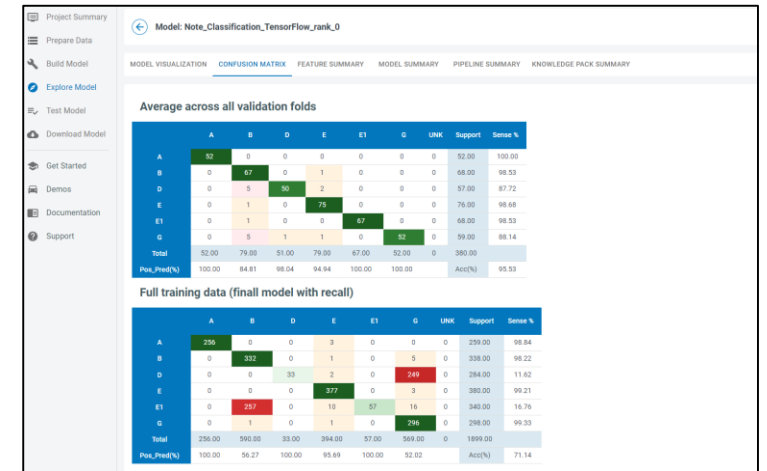 Project Summary
Prepare Data
Build Model
Explore Model
Test Model
Download Model
Get Started
Demos
Documentation
Support
Model: Note_Classification_TensorFlow_rank_0
MODEL VISUALIZATION CONFUSION MATRIX FEATURE SUMMARY MODEL SUMMARY PIPELINE SUMMARY KNOWLEDGE PACK SUMMARY
Average across all validation folds
A B D E E1 G UNK Support Sense %
A 52 0 0 0 0 0 0 52.00 100.00
B 0 67 0 1 0 0 0 68.00 98.53
D 0 5 50 2 0 0 0 57.00 87.72
E 0 1 0 75 0 0 0 76.00 98.68
E1 0 1 0 0 67 0 0 68.00 98.53
G 0 5 1 1 0 52 0 59.00 88.14
Total 52.00 79.00 51.00 79.00 67.00 52.00 0 380.00
Pos_Pred(%) 100.00 84.81 98.04 94.94 100.00 100.00 Acc(%) 95.53
Full training data (finall model with recall)
A B D E E1 G UNK Support Sense %
A 256 0 0 3 0 0 0 259.00 98.84
B 0 332 0 1 0 5 0 338.00 98.22
D 0 0 33 2 0 249 0 284.00 11.62
E 0 0 0 377 0 3 0 380.00 99.21
E1 0 257 0 10 57 16 0 340.00 16.76
G 0 1 0 1 0 296 0 298.00 99.33
Total 256.00 590.00 33.00 394.00 57.00 569.00 0 1899.00
Pos_Pred(%) 100.00 56.27 100.00 95.69 100.00 52.02 Acc(%) 71.14